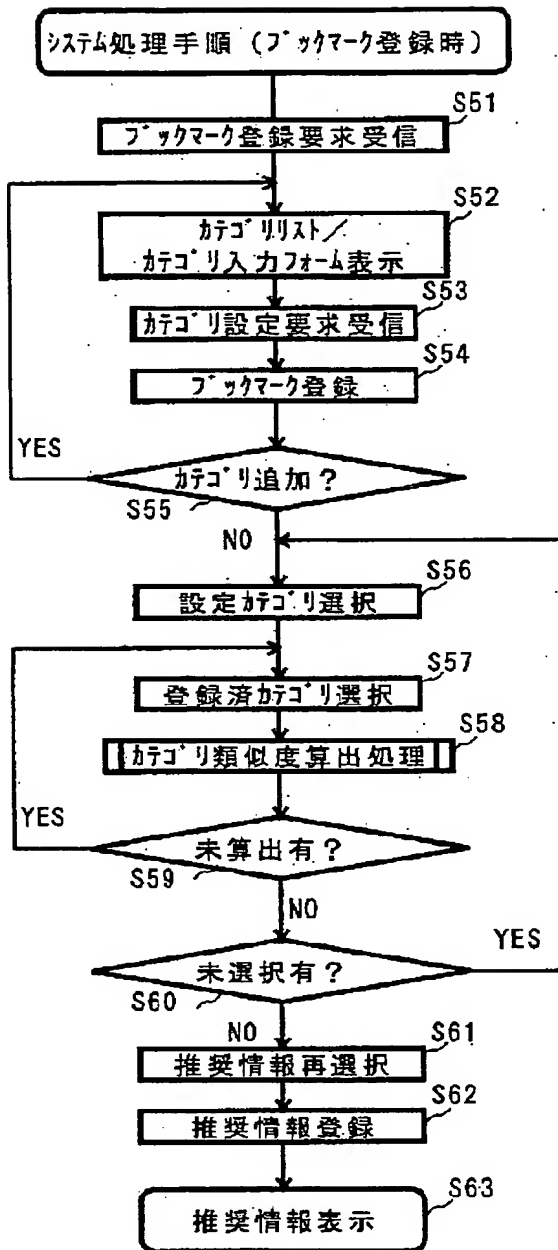 システム処理手順(ブックマーク登録時)
S51
ブックマーク登録要求受信
S52
カテゴリリスト/
カテゴリ入力フォーム表示
S53
カテゴリ設定要求受信
S54
ブックマーク登録
YES
カテゴリ追加?
S55
NO
S56
設定カテゴリ選択
S57
登録済カテゴリ選択
S58
カテゴリ類似度算出処理
YES
未算出有?
S59
NO
YES
未選択有?
S60
NO
S61
推奨情報再選択
S62
推奨情報登録
S63
推奨情報表示